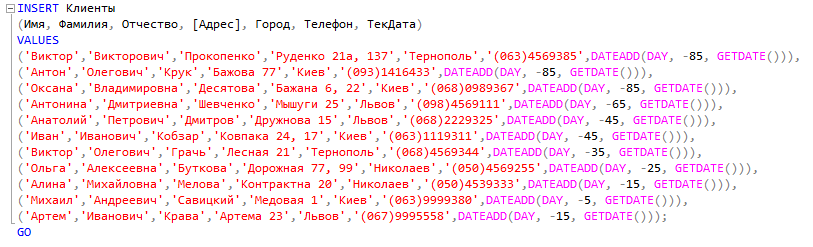 INSERT Клиенты
(Имя, Фамилия, Отчество, [Адрес], Город, Телефон, ТекДата)
VALUES
('Виктор','Викторович','Прокопенко','Руденко 21а, 137','Тернополь','(063)4569385',DATEADD(DAY, -85, GETDATE())),
('Антон','Олегович','Крук','Бажова 77','Киев','(093)1416433',DATEADD(DAY, -85, GETDATE())),
('Оксана','Владимировна','Десятова','Бажана 6, 22','Киев','(068)0989367',DATEADD(DAY, -85, GETDATE())),
('Антонина','Дмитриевна','Шевченко','Мышуги 25','Львов','(098)4569111',DATEADD(DAY, -65, GETDATE())),
('Анатолий','Петрович','Дмитров','Дружнова 15','Львов','(068)2229325',DATEADD(DAY, -45, GETDATE())),
('Иван','Иванович','Кобзар','Ковпака 24, 17','Киев','(063)1119311',DATEADD(DAY, -45, GETDATE())),
('Виктор','Олегович','Грачь','Лесная 21','Тернополь','(068)4569344',DATEADD(DAY, -35, GETDATE())),
('Ольга','Алексеевна','Буткова','Дорожная 77, 99','Николаев','(050)4569255',DATEADD(DAY, -25, GETDATE())),
('Алина','Михайловна','Мелова','Контрактна 20','Николаев','(050)4539333',DATEADD(DAY, -15, GETDATE())),
('Михаил','Андреевич','Савицкий','Медовая 1','Киев','(063)9999380',DATEADD(DAY, -5, GETDATE())),
('Артем','Иванович','Крава','Артема 23','Львов','(067)9995558',DATEADD(DAY, -15, GETDATE()));
GO